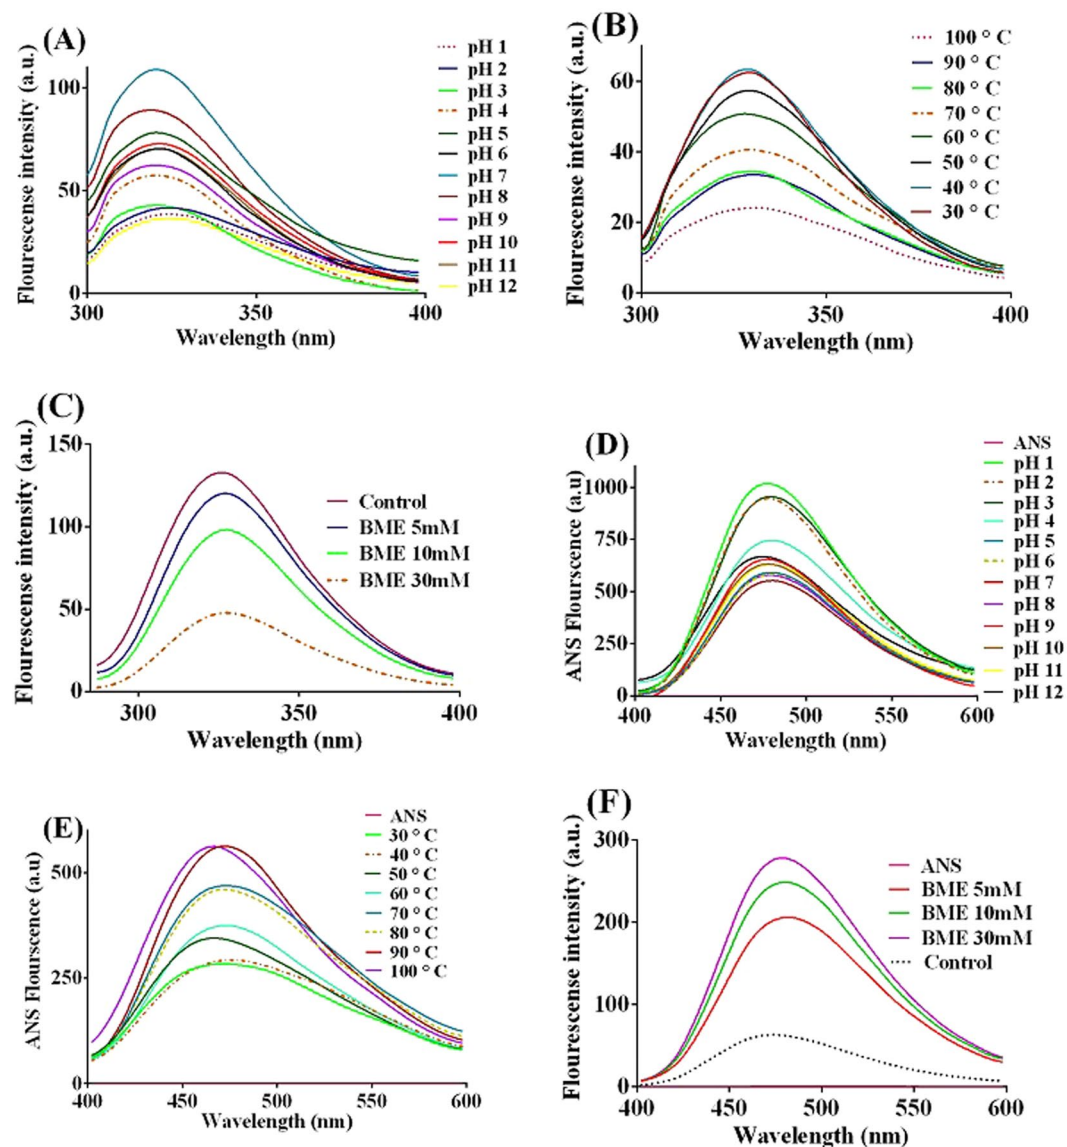 (A)
Flourescense intensity (a.u.)
100
50
0
300
350
400
Wavelength (nm)
pH 1
pH 2
pH 3
pH 4
pH 5
pH 6
pH 7
pH 8
pH 9
pH 10
pH 11
pH 12
(B)
Flourescense intensity (a.u.)
60
40
20
0
300
350
400
Wavelength (nm)
100 ° C
90 ° C
80 ° C
70 ° C
60 ° C
50 ° C
40 ° C
30 ° C
(C)
Flourescense intensity (a.u.)
150
100
50
0
300
350
400
Wavelength (nm)
Control
BME 5mM
BME 10mM
BME 30mM
(D)
ANS Flourscence (a.u)
1000
750
500
250
0
400
450
500
550
600
Wavelength (nm)
ANS
pH 1
pH 2
pH 3
pH 4
pH 5
pH 6
pH 7
pH 8
pH 9
pH 10
pH 11
pH 12
(E)
ANS Flourscence (a.u)
500
250
0
400
450
500
550
600
Wavelength (nm)
ANS
30 ° C
40 ° C
50 ° C
60 ° C
70 ° C
80 ° C
90 ° C
100 ° C
(F)
Flourescense intensity (a.u.)
300
200
100
0
400
450
500
550
600
Wavelength (nm)
ANS
BME 5mM
BME 10mM
BME 30mM
Control